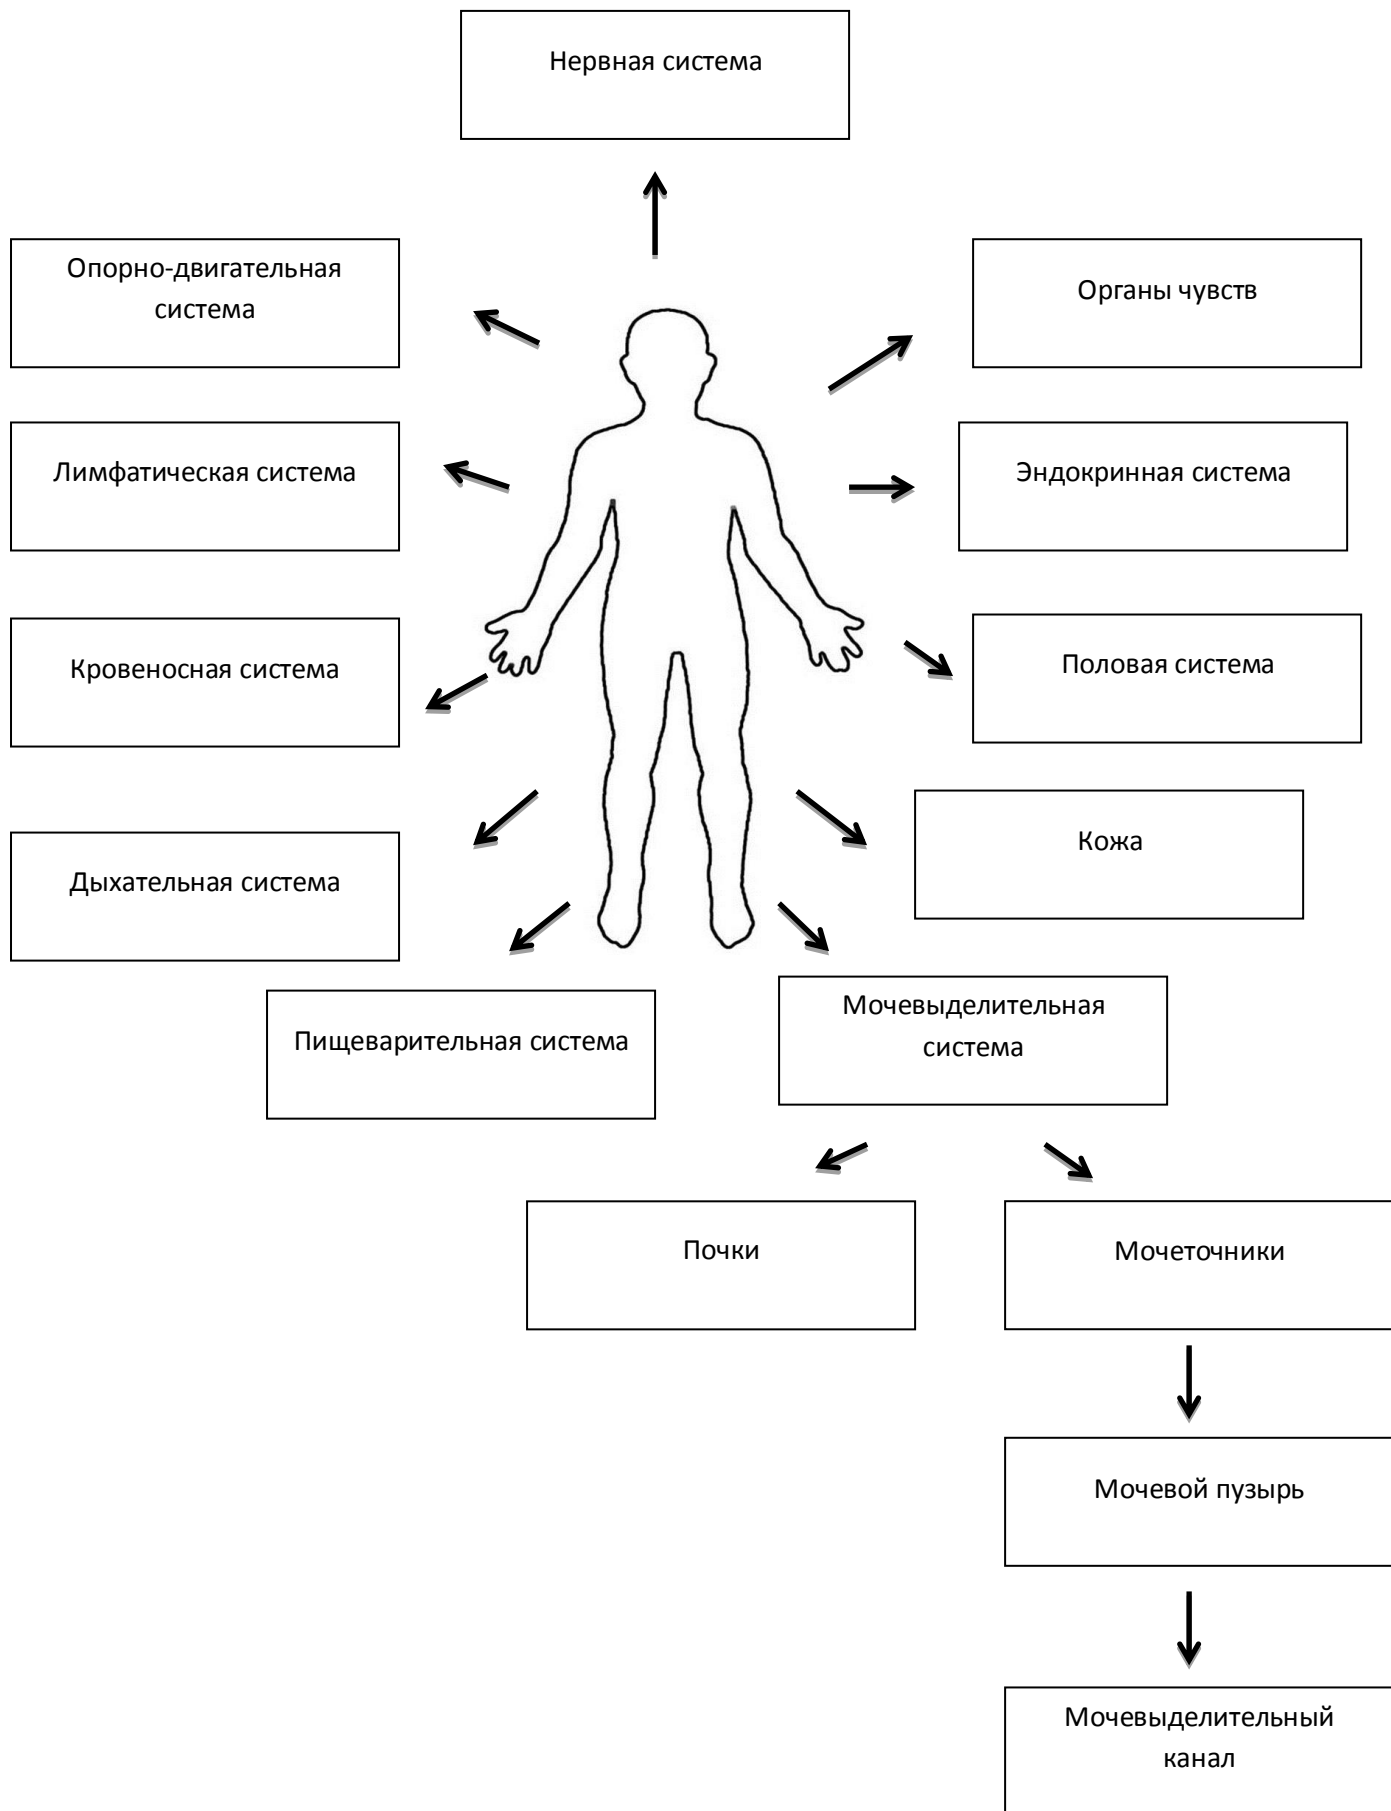 Нервная система
Опорно-двигательная
система
Органы чувств
Лимфатическая система
Эндокринная система
Кровеносная система
Половая система
Дыхательная система
Кожа
Пищеварительная система
Мочевыделительная
система
Почки
Мочеточники
Мочевой пузырь
Мочевыделительный
канал